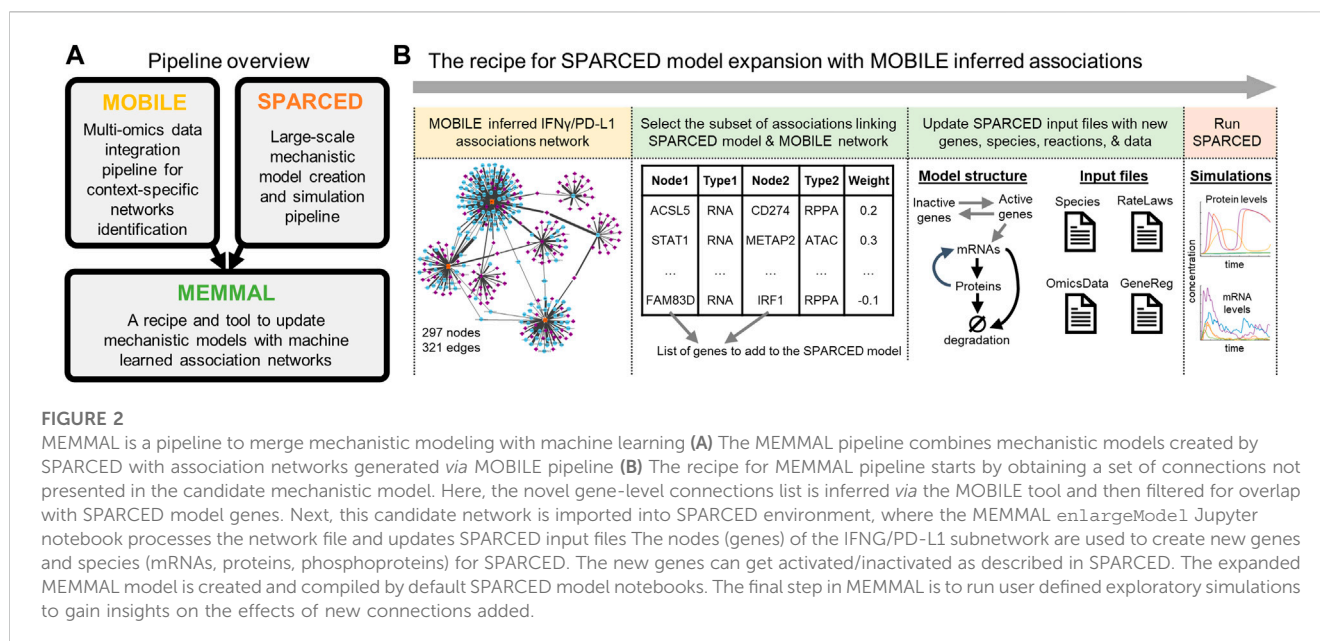 A
Pipeline overview
MOBILE
Multi-omics data
integration
pipeline for
context-specific
networks
identification
SPARCED
Large-scale
mechanistic
model creation
and simulation
pipeline
MEMMAL
A recipe and tool to update
mechanistic models with machine
learned association networks
B
The recipe for SPARCED model expansion with MOBILE inferred associations
MOBILE inferred IFNγ/PD-L1
associations network
297 nodes
321 edges
Select the subset of associations linking
SPARCED model & MOBILE network
Node1 Type1 Node2 Type2 Weight
ACSL5 RNA CD274 RPPA 0.2
STAT1 RNA METAP2 ATAC 0.3
... ... ... ... ...
FAM83D RNA IRF1 RPPA -0.1
List of genes to add to the SPARCED model
Update SPARCED input files with new
genes, species, reactions, & data
Model structure
Inactive genes
Active genes
mRNAs
Proteins
∅
degradation
Input files
Species RateLaws
OmicsData GeneReg
Run
SPARCED
Simulations
Protein levels
time
concentration
mRNA
levels
time
FIGURE 2
MEMMAL is a pipeline to merge mechanistic modeling with machine learning (A) The MEMMAL pipeline combines mechanistic models created by
SPARCED with association networks generated via MOBILE pipeline (B) The recipe for MEMMAL pipeline starts by obtaining a set of connections not
presented in the candidate mechanistic model. Here, the novel gene-level connections list is inferred via the MOBILE tool and then filtered for overlap
with SPARCED model genes. Next, this candidate network is imported into SPARCED environment, where the MEMMAL enlargeModel Jupyter
notebook processes the network file and updates SPARCED input files The nodes (genes) of the IFNG/PD-L1 subnetwork are used to create new genes
and species (mRNAs, proteins, phosphoproteins) for SPARCED. The new genes can get activated/inactivated as described in SPARCED. The expanded
MEMMAL model is created and compiled by default SPARCED model notebooks. The final step in MEMMAL is to run user defined exploratory simulations
to gain insights on the effects of new connections added.